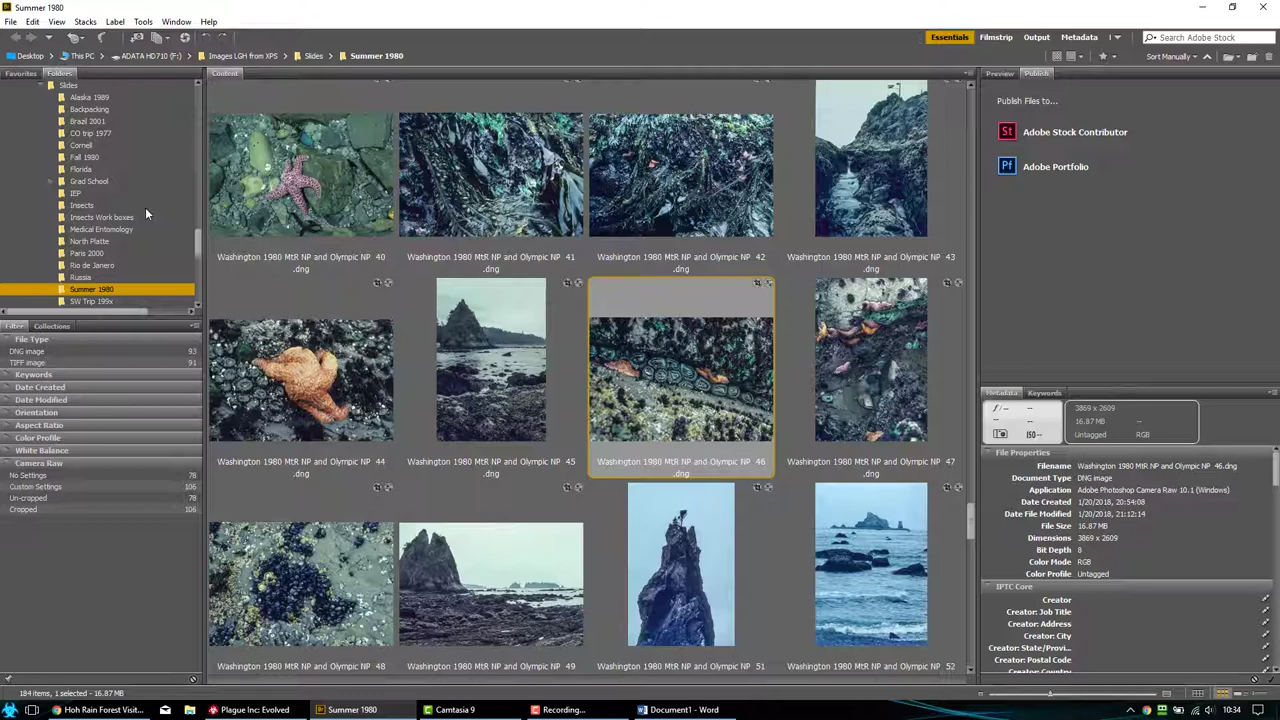 Br Summer 1980
File Edit View Stacks Label Tools Window Help
Essentials Filmstrip Output Metadata Search Adobe Stock
Desktop This PC ADATA HD710 (F:) Images LGH from XPS Slides Summer 1980 Sort Manually
Favorites Folders Content Preview Publish
Slides
Alaska 1989
Backpacking
Brazil 2001
CO trip 1977
Cornell
Fall 1980
Florida
Grad School
IEP
Insects
Insects Work boxes
Medical Entomology
North Platte
Paris 2000
Rio de Janeiro
Russia
Summer 1980
SW Trip 199x
Filter Collections
File Type
DNG image 93
TIFF image 91
Keywords
Date Created
Date Modified
Orientation
Aspect Ratio
Color Profile
White Balance
Camera Raw
No Settings 78
Custom Settings 106
Un-cropped 78
Cropped 106
Washington 1980 MtR NP and Olympic NP 40
.dng
Washington 1980 MtR NP and Olympic NP 41
.dng
Washington 1980 MtR NP and Olympic NP 42
.dng
Washington 1980 MtR NP and Olympic NP 43
.dng
Washington 1980 MtR NP and Olympic NP 44
.dng
Washington 1980 MtR NP and Olympic NP 45
.dng
Washington 1980 MtR NP and Olympic NP 46
.dng
Washington 1980 MtR NP and Olympic NP 47
.dng
Washington 1980 MtR NP and Olympic NP 48
Washington 1980 MtR NP and Olympic NP 49
Washington 1980 MtR NP and Olympic NP 51
Washington 1980 MtR NP and Olympic NP 52
Publish Files to...
St Adobe Stock Contributor
Pf Adobe Portfolio
Metadata Keywords
f/-- --
-- --
ISO--
3869 x 2609
16.87 MB --
Untagged RGB
File Properties
Filename Washington 1980 MtR NP and Olympic NP 46.dng
Document Type DNG image
Application Adobe Photoshop Camera Raw 10.1 (Windows)
Date Created 1/20/2018, 20:54:08
Date File Modified 1/20/2018, 21:12:14
File Size 16.87 MB
Dimensions 3869 x 2609
Bit Depth 8
Color Mode RGB
Color Profile Untagged
IPTC Core
Creator
Creator: Job Title
Creator: Address
Creator: City
Creator: State/Provi...
Creator: Postal Code
Creator: Country
184 items, 1 selected - 16.87 MB
Hoh Rain Forest Visit... Plague Inc: Evolved Br Summer 1980 Camtasia 9 Recording... Document1 - Word 10:34